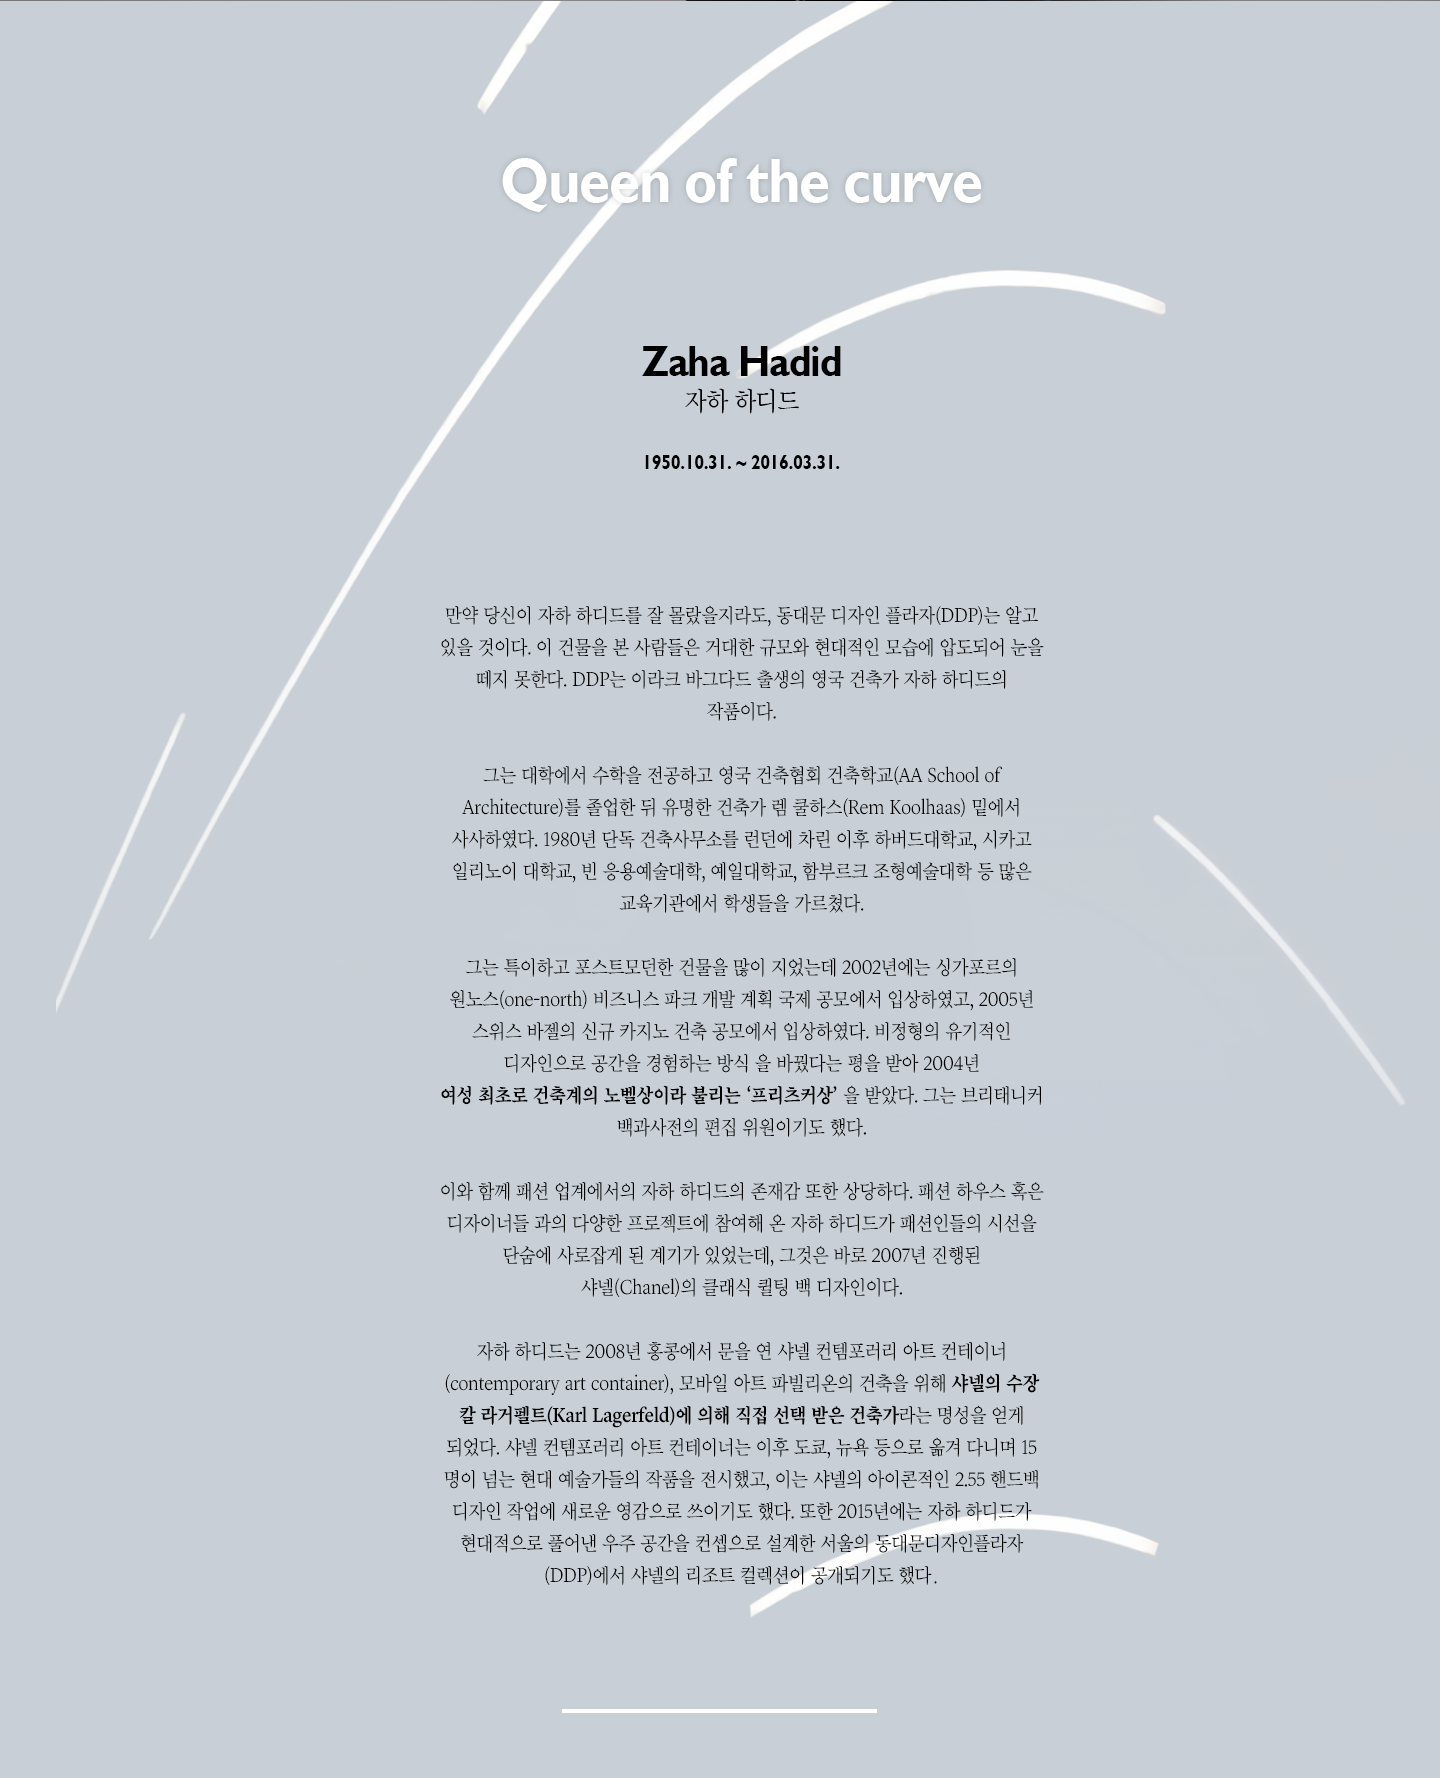 Queen of the curve
Zaha Hadid
자하 하디드
1950.10.31. ~ 2016.03.31.
만약 당신이 자하 하디드를 잘 몰랐을지라도, 동대문 디자인 플라자(DDP)는 알고
있을 것이다. 이 건물을 본 사람들은 거대한 규모와 현대적인 모습에 압도되어 눈을
떼지 못한다. DDP는 이라크 바그다드 출생의 영국 건축가 자하 하디드의
작품이다.
그는 대학에서 수학을 전공하고 영국 건축협회 건축학교(AA School of
Architecture)를 졸업한 뒤 유명한 건축가 렘 쿨하스(Rem Koolhaas) 밑에서
사사하였다. 1980년 단독 건축사무소를 런던에 차린 이후 하버드대학교, 시카고
일리노이 대학교, 빈 응용예술대학, 예일대학교, 함부르크 조형예술대학 등 많은
교육기관에서 학생들을 가르쳤다.
그는 특이하고 포스트모던한 건물을 많이 지었는데 2002년에는 싱가포르의
원노스(one-north) 비즈니스 파크 개발 계획 국제 공모에서 입상하였고, 2005년
스위스 바젤의 신규 카지노 건축 공모에서 입상하였다. 비정형의 유기적인
디자인으로 공간을 경험하는 방식 을 바꿨다는 평을 받아 2004년
여성 최초로 건축계의 노벨상이라 불리는 ‘프리츠커상’ 을 받았다. 그는 브리태니커
백과사전의 편집 위원이기도 했다.
이와 함께 패션 업계에서의 자하 하디드의 존재감 또한 상당하다. 패션 하우스 혹은
디자이너들 과의 다양한 프로젝트에 참여해 온 자하 하디드가 패션인들의 시선을
단숨에 사로잡게 된 계기가 있었는데, 그것은 바로 2007년 진행된
샤넬(Chanel)의 클래식 퀼팅 백 디자인이다.
자하 하디드는 2008년 홍콩에서 문을 연 샤넬 컨템포러리 아트 컨테이너
(contemporary art container), 모바일 아트 파빌리온의 건축을 위해 샤넬의 수장
칼 라거펠트(Karl Lagerfeld)에 의해 직접 선택 받은 건축가라는 명성을 얻게
되었다. 샤넬 컨템포러리 아트 컨테이너는 이후 도쿄, 뉴욕 등으로 옮겨 다니며 15
명이 넘는 현대 예술가들의 작품을 전시했고, 이는 샤넬의 아이콘적인 2.55 핸드백
디자인 작업에 새로운 영감으로 쓰이기도 했다. 또한 2015년에는 자하 하디드가
현대적으로 풀어낸 우주 공간을 컨셉으로 설계한 서울의 동대문디자인플라자
(DDP)에서 샤넬의 리조트 컬렉션이 공개되기도 했다.